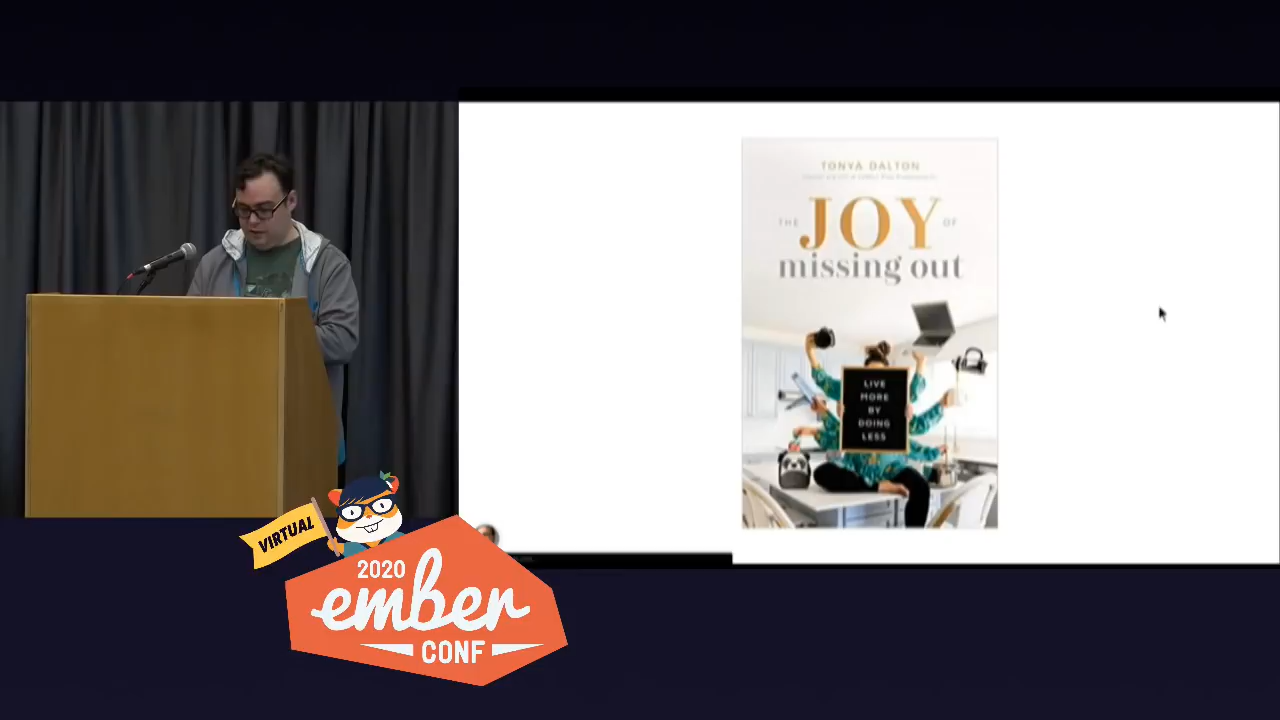 TONYA DALTON
THE JOY OF
missing out
LIVE
MORE
BY
DOING
LESS
VIRTUAL
2020
ember
CONF